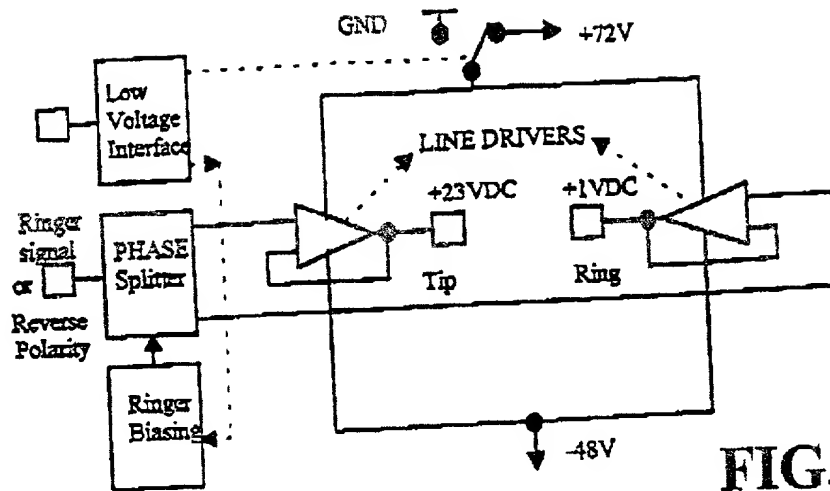 GND
+72V
Low
Voltage
Interface
LINE DRIVERS
+23VDC
+1VDC
Ringer
signal
or
Reverse
Polarity
PHASE
Splitter
Tip
Ring
Ringer
Biasing
-48V
FIG.